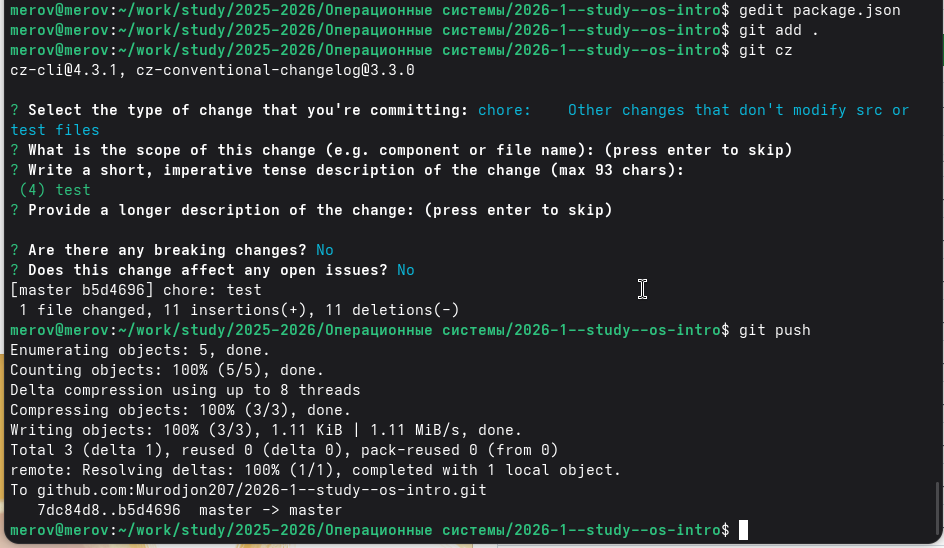 merov@merov:~/work/study/2025-2026/Операционные системы/2026-1--study--os-intro$ gedit package.json
merov@merov:~/work/study/2025-2026/Операционные системы/2026-1--study--os-intro$ git add .
merov@merov:~/work/study/2025-2026/Операционные системы/2026-1--study--os-intro$ git cz
cz-cli@4.3.1, cz-conventional-changelog@3.3.0
? Select the type of change that you're committing: chore:    Other changes that don't modify src or
test files
? What is the scope of this change (e.g. component or file name): (press enter to skip)
? Write a short, imperative tense description of the change (max 93 chars):
(4) test
? Provide a longer description of the change: (press enter to skip)
? Are there any breaking changes? No
? Does this change affect any open issues? No
[master b5d4696] chore: test
1 file changed, 11 insertions(+), 11 deletions(-)
merov@merov:~/work/study/2025-2026/Операционные системы/2026-1--study--os-intro$ git push
Enumerating objects: 5, done.
Counting objects: 100% (5/5), done.
Delta compression using up to 8 threads
Compressing objects: 100% (3/3), done.
Writing objects: 100% (3/3), 1.11 KiB | 1.11 MiB/s, done.
Total 3 (delta 1), reused 0 (delta 0), pack-reused 0 (from 0)
remote: Resolving deltas: 100% (1/1), completed with 1 local object.
To github.com:Murodjon207/2026-1--study--os-intro.git
7dc84d8..b5d4696  master -> master
merov@merov:~/work/study/2025-2026/Операционные системы/2026-1--study--os-intro$